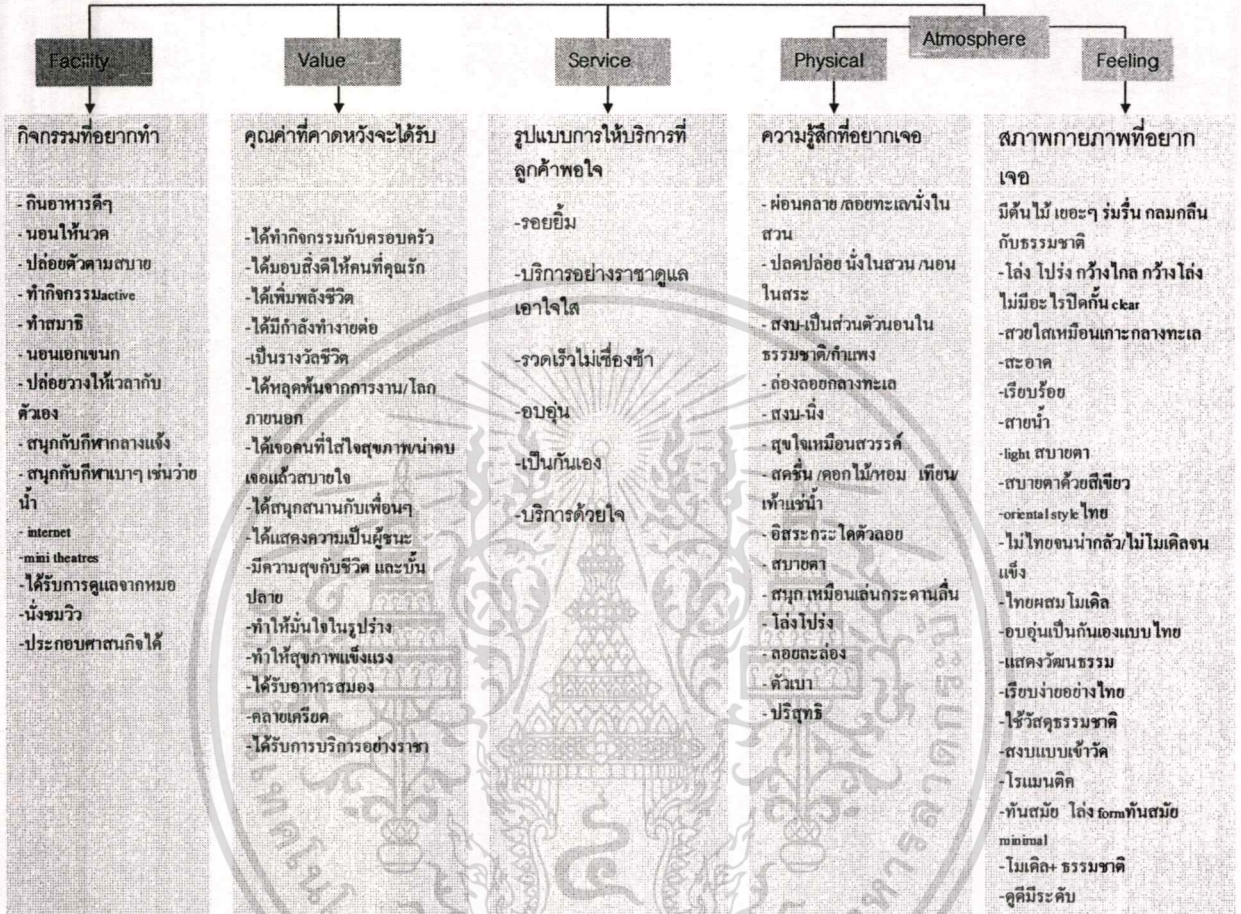 Atmosphere
Facility
Value
Service
Physical
Feeling
กิจกรรมที่อยากทำ
- กินอาหารดีๆ
- นอนให้นวด
- ปล่อยตัวตามสบาย
- ทำกิจกรรมactive
- ทำสมาธิ
- นอนเอกเขนก
- ปล่อยวางให้เวลากับ
ตัวเอง
- สนุกกับกีฬากลางแจ้ง
- สนุกกับกีฬาเบาๆ เช่นว่าย
น้ำ
- internet
-mini theatres
-ได้รับการดูแลจากหมอ
-นั่งชมวิว
-ประกอบศาสนกิจได้
คุณค่าที่คาดหวังจะได้รับ
-ได้ทำกิจกรรมกับครอบครัว
-ได้มอบสิ่งดีให้คนที่คุณรัก
-ได้เพิ่มพลังชีวิต
-ได้มีกำลังทำงายต่อ
-เป็นรางวัลชีวิต
-ได้หลุดพ้นจากการงาน/โลก
ภายนอก
-ได้เจอคนที่ใส่ใจสุขภาพ/น่าคบ
เจอแล้วสบายใจ
-ได้สนุกสนานกับเพื่อนๆ
-ได้แสดงความเป็นผู้ชนะ
-มีความสุขกับชีวิต และบั้น
ปลาย
-ทำให้มั่นใจในรูปร่าง
-ทำให้สุขภาพแข็งแรง
-ได้รับอาหารสมอง
-คลายเครียด
-ได้รับการบริการอย่างราชา
รูปแบบการให้บริการที่
ลูกค้าพอใจ
-รอยยิ้ม
-บริการอย่างราชาดูแล
เอาใจใส่
-รวดเร็วไม่เชื่องช้า
-อบอุ่น
-เป็นกันเอง
-บริการด้วยใจ
ความรู้สึกที่อยากเจอ
- ผ่อนคลาย /ลอยทะเล/นั่งใน
สวน
- ปลดปล่อย นั่งในสวน /นอน
ในสระ
- สงบ-เป็นส่วนตัวนอนใน
ธรรมชาติ/กำแพง
- ล่องลอยกลางทะเล
- สงบ-นิ่ง
- สุขใจเหมือนสวรรค์
- สดชื่น /ดอกไม้/หอม เทียน/
เท้าแช่น้ำ
- อิสระกระโดตัวลอย
- สบายตา
- สนุก เหมือนเล่นกระดานลื่น
- โล่งโปร่ง
- ลอยละล่อง
- ตัวเบา
- ปริสุทธิ
สภาพกายภาพที่อยาก
เจอ
มีต้นไม้ เยอะๆ ร่มรื่น กลมกลืน
กับธรรมชาติ
-โล่ง โปร่ง กว้างไกล กว้างโล่ง
ไม่มีอะไรปิดกั้น clear
-สวยใสเหมือนเกาะกลางทะเล
-สะอาด
-เรียบร้อย
-สายน้ำ
-light สบายตา
-สบายตาด้วยสีเขียว
-oriental style ไทย
-ไม่ไทยจนน่ากลัว/ไม่โมเดิลจน
แข็ง
-ไทยผสมโมเดิล
-อบอุ่นเป็นกันเองแบบไทย
-แสดงวัฒนธรรม
-เรียบง่ายอย่างไทย
-ใช้วัสดุธรรมชาติ
-สงบแบบเข้าวัด
-โรแมนติค
-ทันสมัย โล่ง formทันสมัย
minimal
-โมเดิล+ ธรรมชาติ
-ดูดีมีระดับ